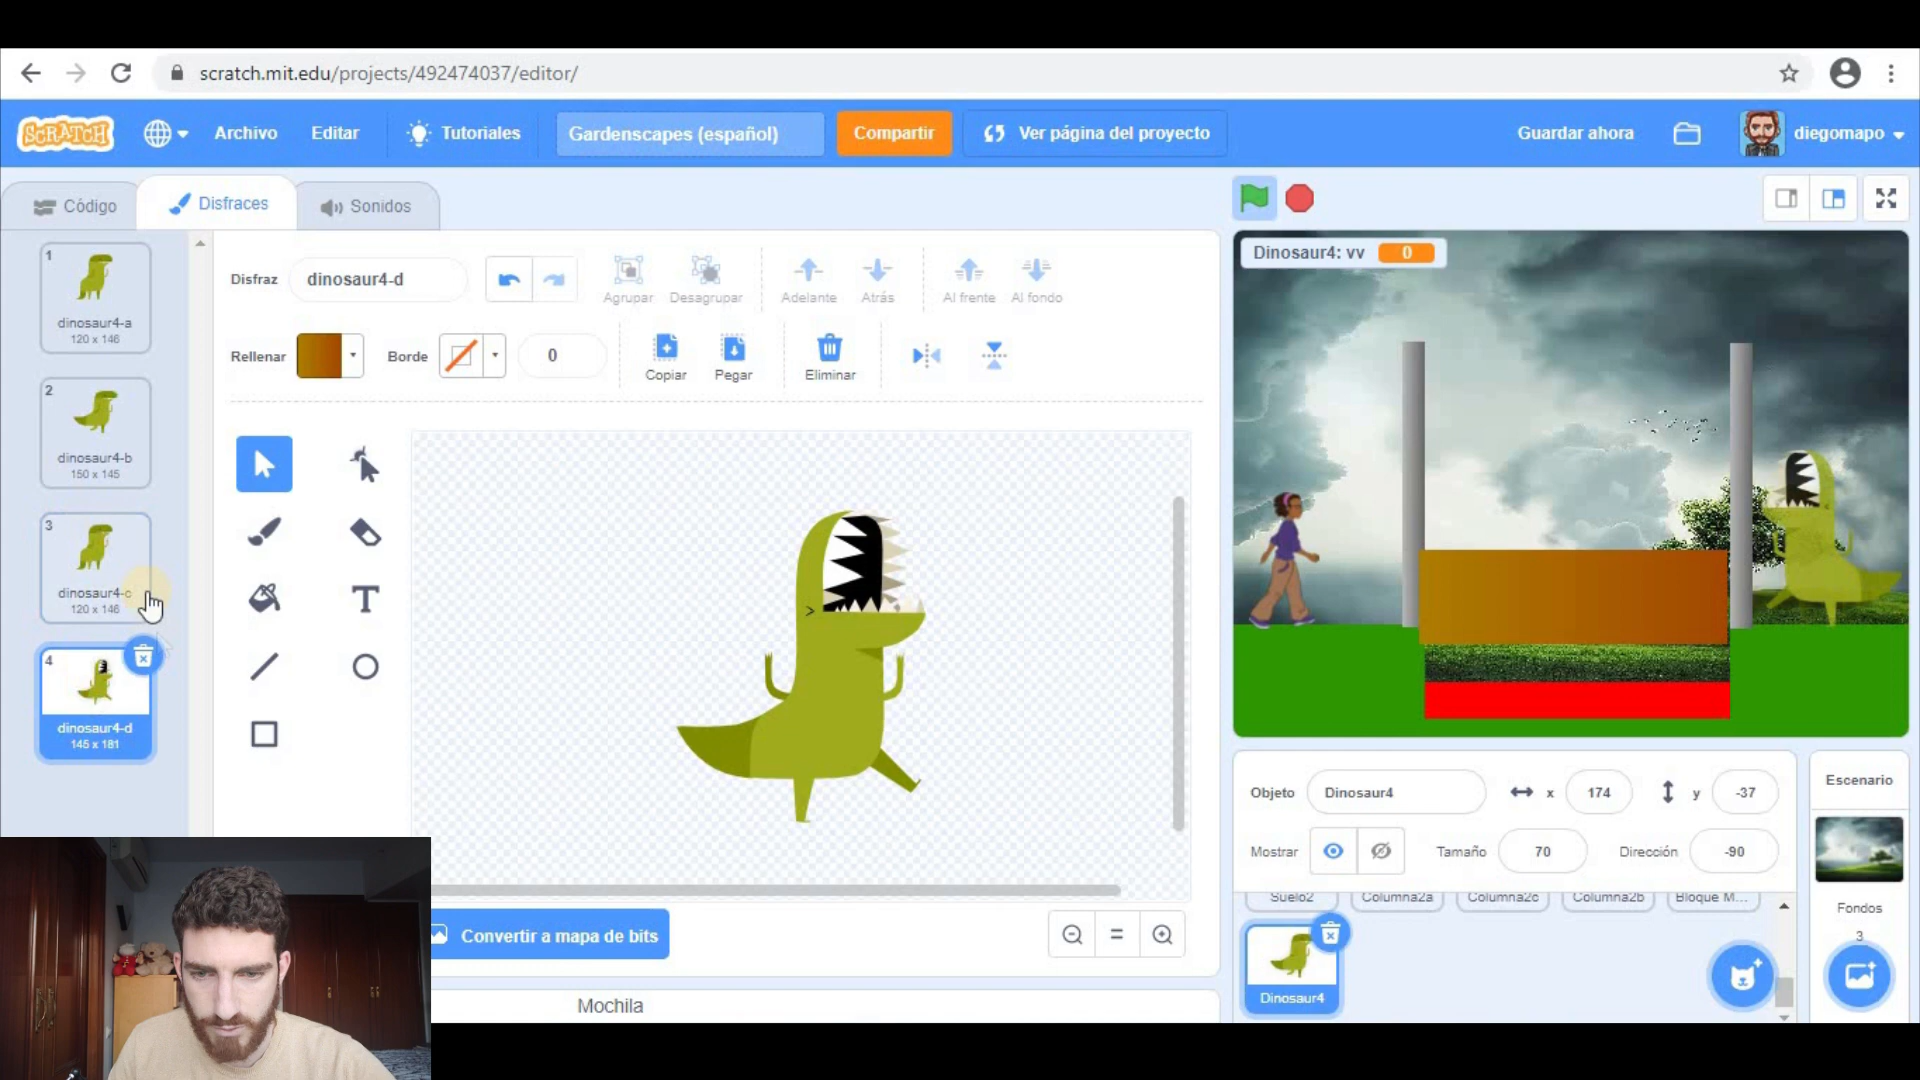 scratch.mit.edu/projects/492474037/editor/
SCRATCH
Archivo
Editar
Tutoriales
Gardenscapes (español)
Compartir
Ver página del proyecto
Guardar ahora
diegomapo
Código
Disfraces
Sonidos
1
dinosaur4-a
120 x 146
2
dinosaur4-b
150 x 145
3
dinosaur4-c
120 x 146
4
dinosaur4-d
145 x 181
Disfraz
dinosaur4-d
Agrupar
Desagrupar
Adelante
Atrás
Al frente
Al fondo
Rellenar
Borde
0
Copiar
Pegar
Eliminar
T
Convertir a mapa de bits
=
Mochila
Dinosaur4: vv
0
Objeto
Dinosaur4
x
174
y
-37
Mostrar
Tamaño
70
Dirección
-90
Suelo2
Columna2a
Columna2c
Columna2b
Bloque M...
Dinosaur4
Escenario
Fondos
3